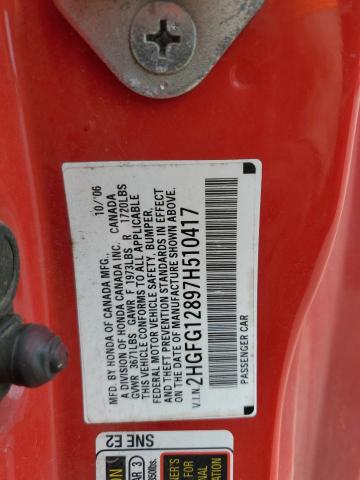 MFD. BY HONDA OF CANADA MFG., 10/'06
A DIVISION OF HONDA CANADA INC. CANADA
GVWR 3671LBS GAWR F 1973LBS R 1720LBS
THIS VEHICLE CONFORMS TO ALL APPLICABLE
FEDERAL MOTOR VEHICLE SAFETY, BUMPER,
AND THEFT PREVENTION STANDARDS IN EFFECT
ON THE DATE OF MANUFACTURE SHOWN ABOVE.
V.I.N. 2HGFG12897H510417
PASSENGER CAR
SNE E2